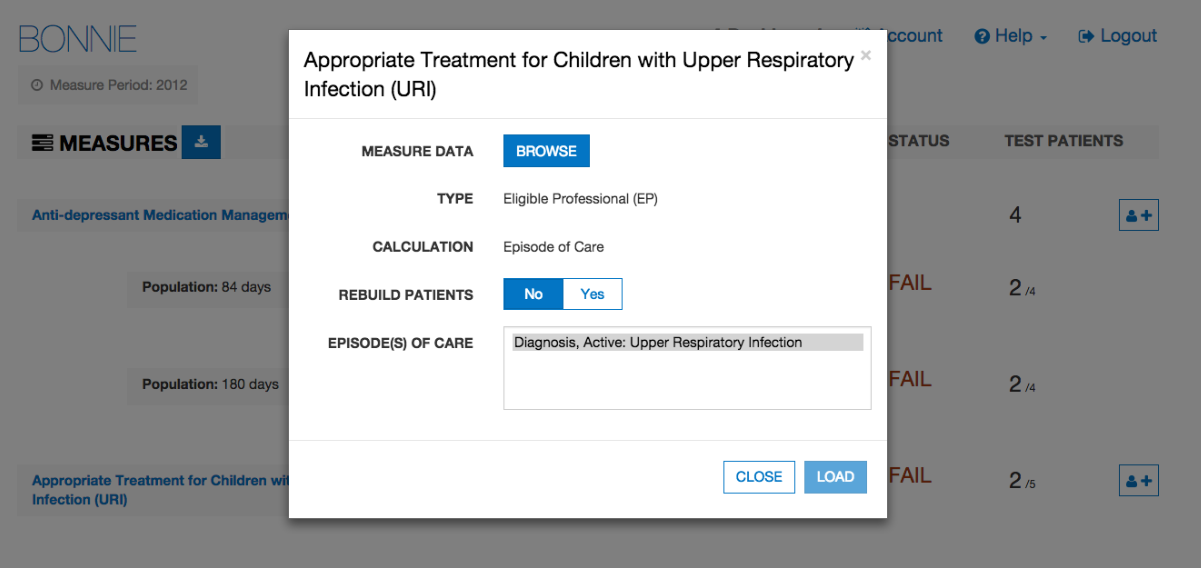 BONNIE
Account
Help
Logout
Measure Period: 2012
MEASURES
STATUS
TEST PATIENTS
Appropriate Treatment for Children with Upper Respiratory
Infection (URI)
×
MEASURE DATA
BROWSE
TYPE
Eligible Professional (EP)
CALCULATION
Episode of Care
REBUILD PATIENTS
No
Yes
EPISODE(S) OF CARE
Diagnosis, Active: Upper Respiratory Infection
CLOSE
LOAD
Anti-depressant Medication Managem
4
Population: 84 days
FAIL
2 /4
Population: 180 days
FAIL
2 /4
Appropriate Treatment for Children wit
Infection (URI)
FAIL
2 /5